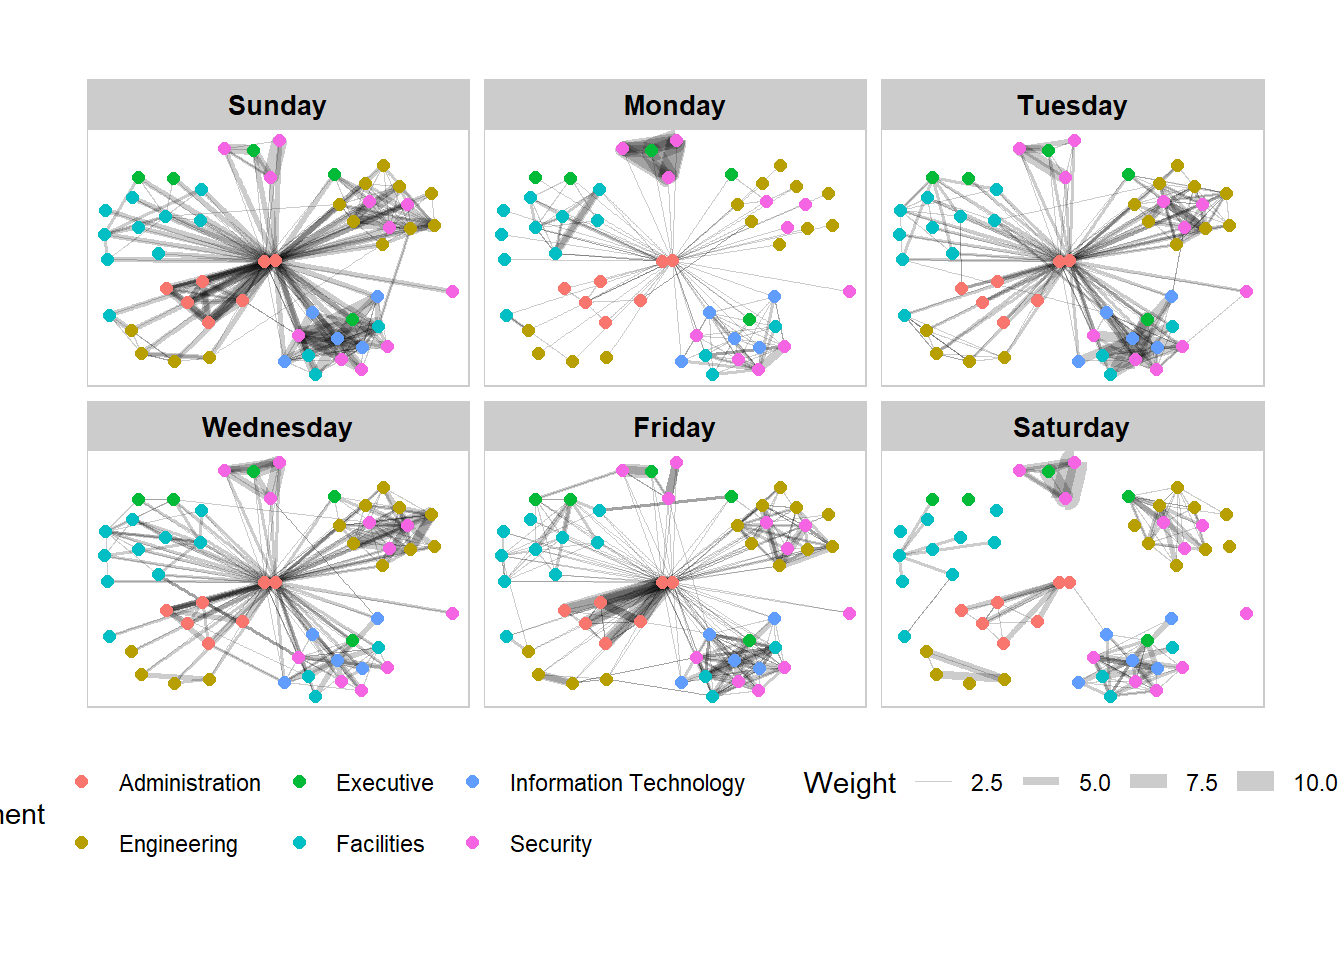 Sunday
Monday
Tuesday
Wednesday
Friday
Saturday
Administration Executive Information Technology Weight 2.5 5.0 7.5 10.0
Engineering Facilities Security